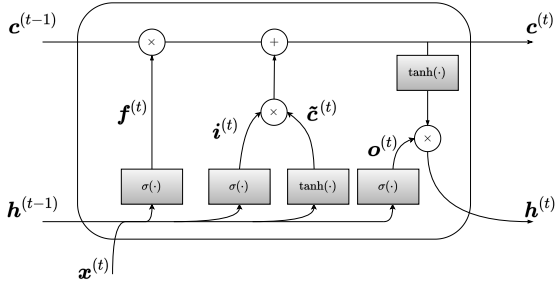 c^(t−1) c^(t)
× +
tanh(·)
f^(t) i^(t) × c̃^(t) o^(t) ×
σ(·) σ(·) tanh(·) σ(·)
h^(t−1) h^(t)
x^(t)